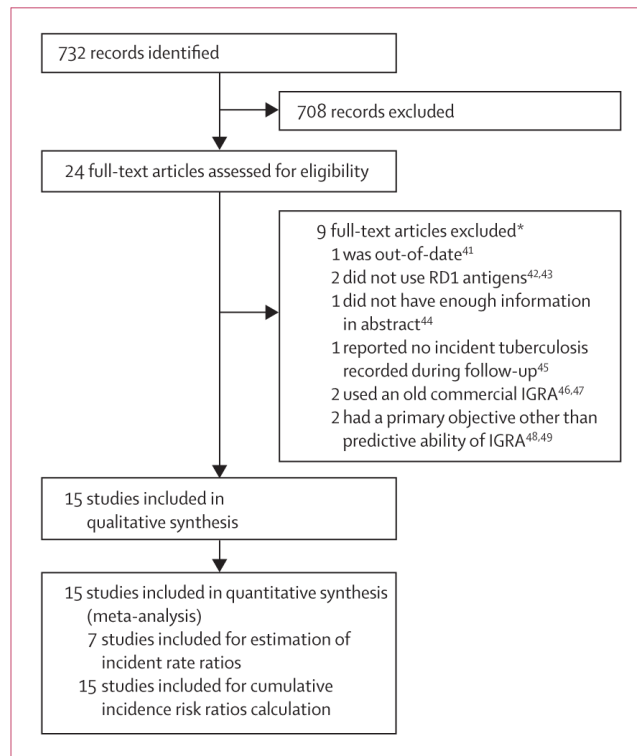 732 records identified
708 records excluded
24 full-text articles assessed for eligibility
9 full-text articles excluded*
1 was out-of-date41
2 did not use RD1 antigens42,43
1 did not have enough information
in abstract44
1 reported no incident tuberculosis
recorded during follow-up45
2 used an old commercial IGRA46,47
2 had a primary objective other than
predictive ability of IGRA48,49
15 studies included in
qualitative synthesis
15 studies included in quantitative synthesis
(meta-analysis)
7 studies included for estimation of
incident rate ratios
15 studies included for cumulative
incidence risk ratios calculation